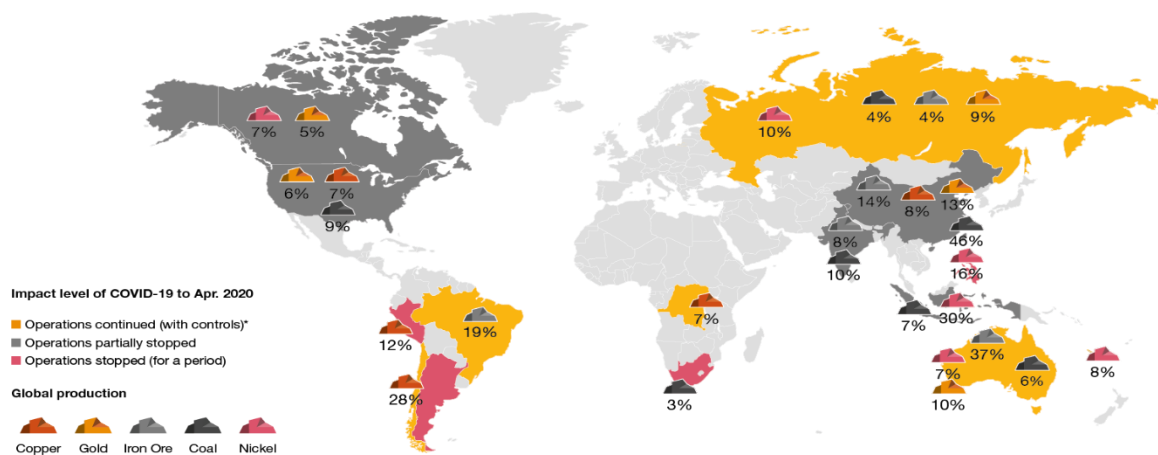 7% 5%
6% 7%
9%
10% 4% 4% 9%
14% 8% 13%
8% 46%
10% 16%
7% 30%
7% 37% 6% 8%
10%
7%
3%
19%
12%
28%
Impact level of COVID-19 to Apr. 2020
Operations continued (with controls)*
Operations partially stopped
Operations stopped (for a period)
Global production
Copper Gold Iron Ore Coal Nickel